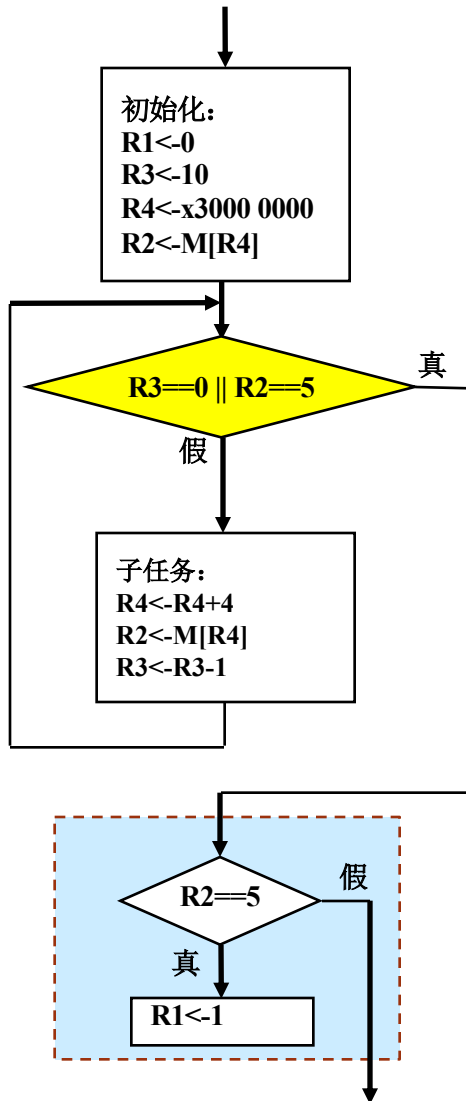 初始化：
R1<-0
R3<-10
R4<-x3000 0000
R2<-M[R4]
R3==0 || R2==5
真
假
子任务：
R4<-R4+4
R2<-M[R4]
R3<-R3-1
R2==5
假
真
R1<-1